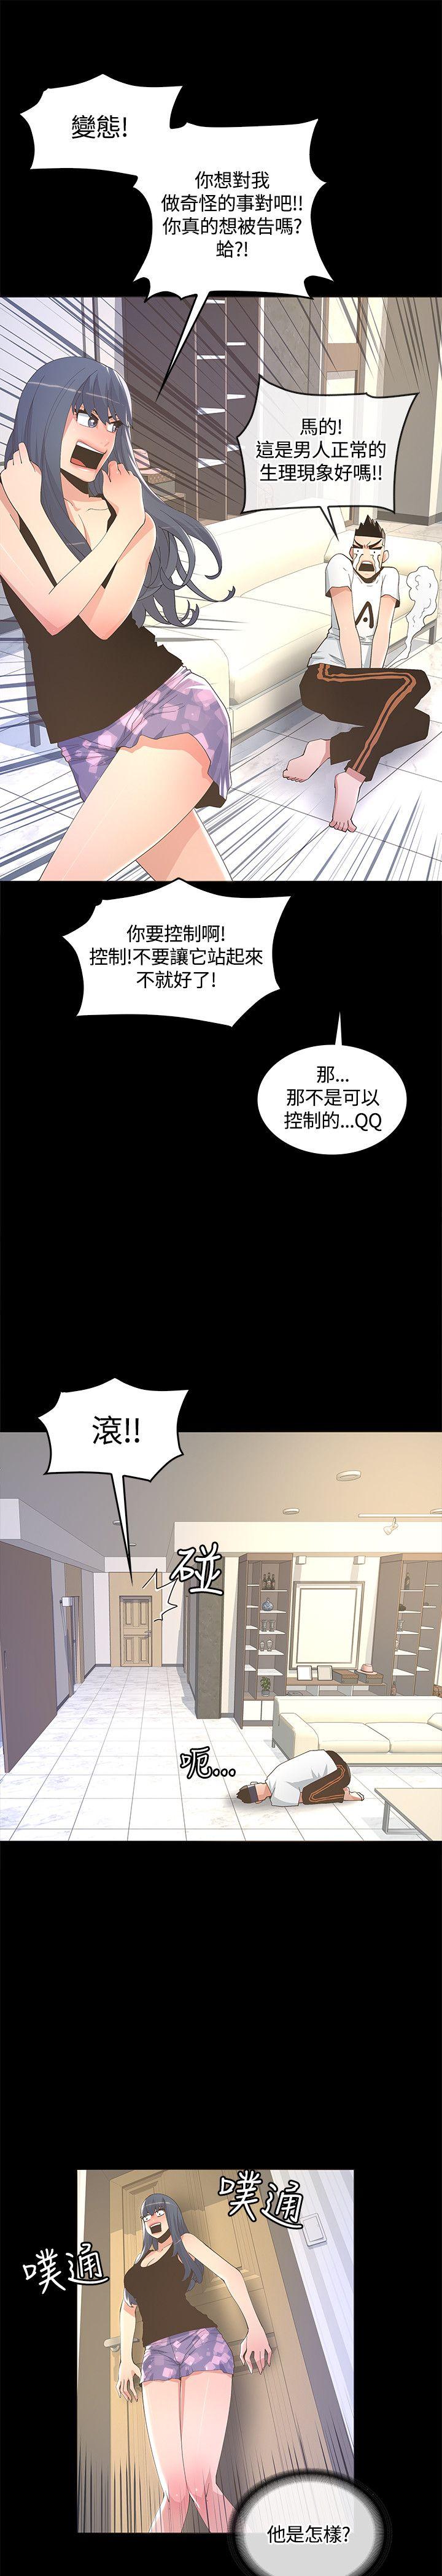 變態!
你想對我
做奇怪的事對吧!!
你真的想被告嗎?
蛤?!
馬的!
這是男人正常的
生理現象好嗎!!
你要控制啊!
控制!不要讓它站起來
不就好了!
那...
那不是可以
控制的...QQ
滾!!
碰
呃...
噗通
噗通
他是怎樣?